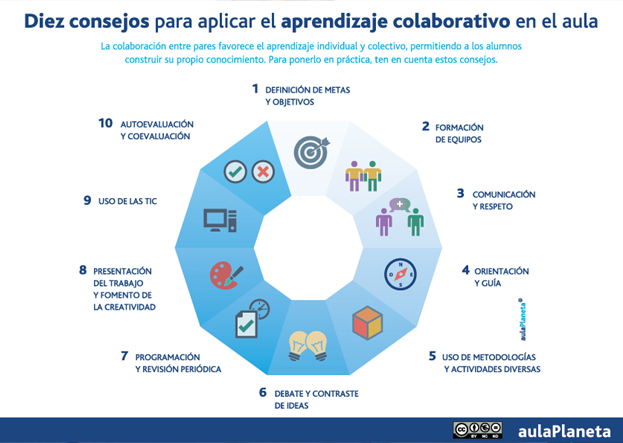 Diez consejos para aplicar el aprendizaje colaborativo en el aula
La colaboración entre pares favorece el aprendizaje individual y colectivo, permitiendo a los alumnos
construir su propio conocimiento. Para ponerlo en práctica, ten en cuenta estos consejos.
1 DEFINICIÓN DE METAS
Y OBJETIVOS
2 FORMACIÓN
DE EQUIPOS
3 COMUNICACIÓN
Y RESPETO
4 ORIENTACIÓN
Y GUÍA
5 USO DE METODOLOGÍAS
Y ACTIVIDADES DIVERSAS
6 DEBATE Y CONTRASTE
DE IDEAS
7 PROGRAMACIÓN
Y REVISIÓN PERIÓDICA
8 PRESENTACIÓN
DEL TRABAJO
Y FOMENTO DE
LA CREATIVIDAD
9 USO DE LAS TIC
10 AUTOEVALUACIÓN
Y COEVALUACIÓN
N
O E
S
aulaPlaneta
cc
BY NC ND
aulaPlaneta